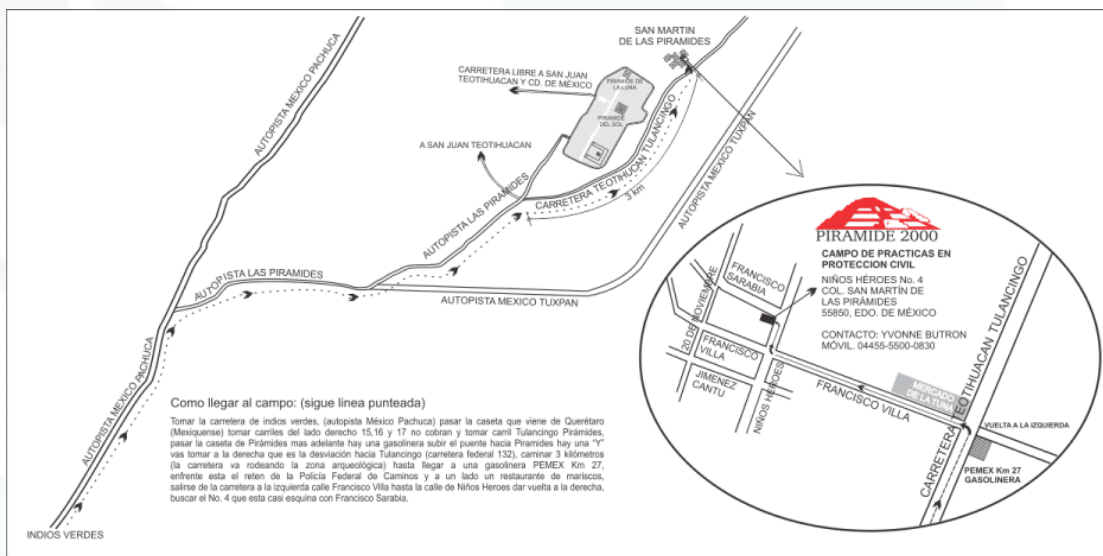 SAN MARTIN
DE LAS PIRAMIDES
AUTOPISTA MEXICO PACHUCA
CARRETERA LIBRE A SAN JUAN
TEOTIHUACAN Y CD. DE MÉXICO
PIRAMIDE DE
LA LUNA
PIRAMIDE
DEL SOL
A SAN JUAN TEOTIHUACAN
CARRETERA TEOTIHUCAN TULANCINGO
3 km
AUTOPISTA MEXICO TUXPAN
AUTOPISTA LAS PIRAMIDES
AUTOPISTA LAS PIRAMIDES
AUTOPISTA MEXICO TUXPAN
AUTOPISTA MEXICO PACHUCA
INDIOS VERDES
PIRAMIDE 2000
CAMPO DE PRACTICAS EN
PROTECCION CIVIL
NIÑOS HÉROES No. 4
COL. SAN MARTÍN DE
LAS PIRÁMIDES
55850, EDO. DE MÉXICO
CONTACTO: YVONNE BUTRON
MÓVIL. 04455-5500-0830
FRANCISCO
SARABIA
20 DE NOVIEMBRE
FRANCISCO
VILLA
JIMENEZ
CANTU
NIÑOS HEROES
FRANCISCO VILLA
MERCADO
DE LA TUNA
CARRETERA TEOTIHUACAN TULANCINGO
VUELTA A LA IZQUIERDA
PEMEX Km 27
GASOLINERA
Como llegar al campo: (sigue linea punteada)
Tomar la carretera de indios verdes, (autopista México Pachuca) pasar la caseta que viene de Querétaro
(Mexiquense) tomar carriles del lado derecho 15,16 y 17 no cobran y tomar carril Tulancingo Pirámides,
pasar la caseta de Pirámides mas adelante hay una gasolinera subir el puente hacia Piramides hay una "Y"
vas tomar a la derecha que es la desviación hacia Tulancingo (carretera federal 132), caminar 3 kilómetros
(la carretera va rodeando la zona arqueológica) hasta llegar a una gasolinera PEMEX Km 27,
enfrente esta el reten de la Policía Federal de Caminos y a un lado un restaurante de mariscos,
salirse de la carretera a la izquierda calle Francisco Villa hasta la calle de Niños Heroes dar vuelta a la derecha,
buscar el No. 4 que esta casi esquina con Francisco Sarabia.